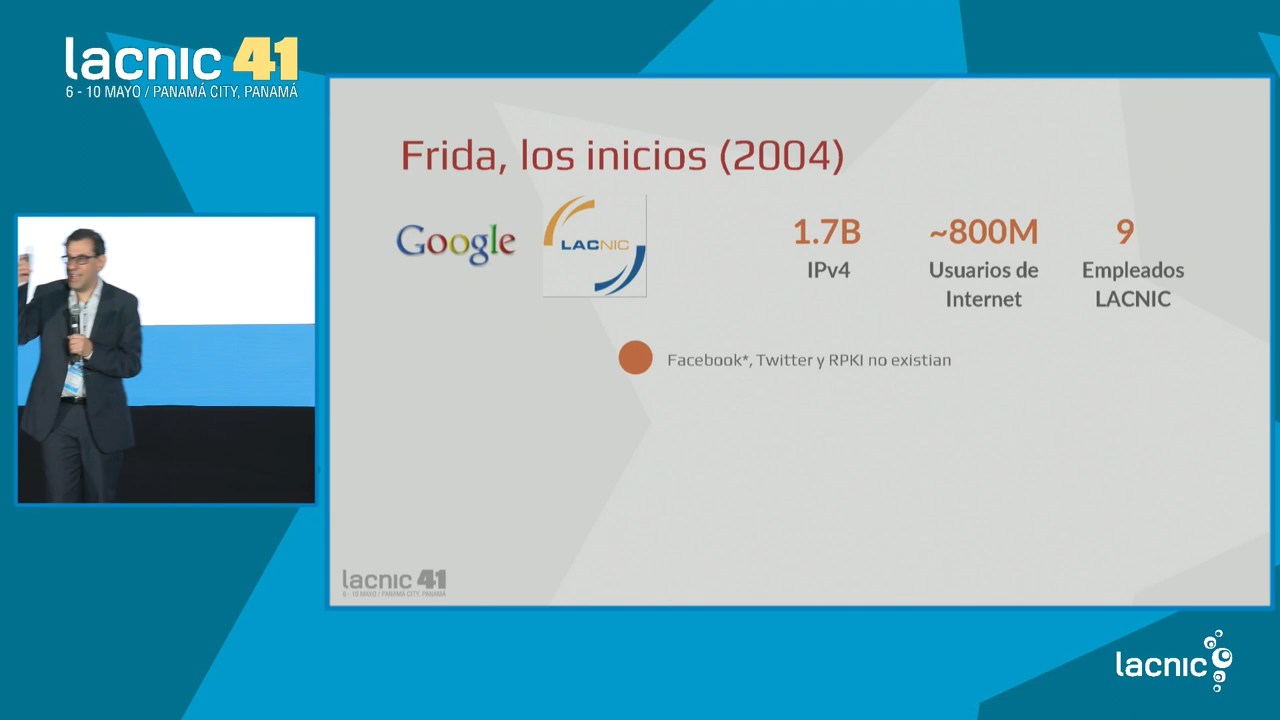 lacnic 41
6 - 10 MAYO / PANAMÁ CITY, PANAMÁ
Frida, los inicios (2004)
Google
LACNIC
1.7B
IPv4
~800M
Usuarios de
Internet
9
Empleados
LACNIC
Facebook*, Twitter y RPKI no existian
lacnic 41
6 - 10 MAYO / PANAMÁ CITY, PANAMÁ
lacnic